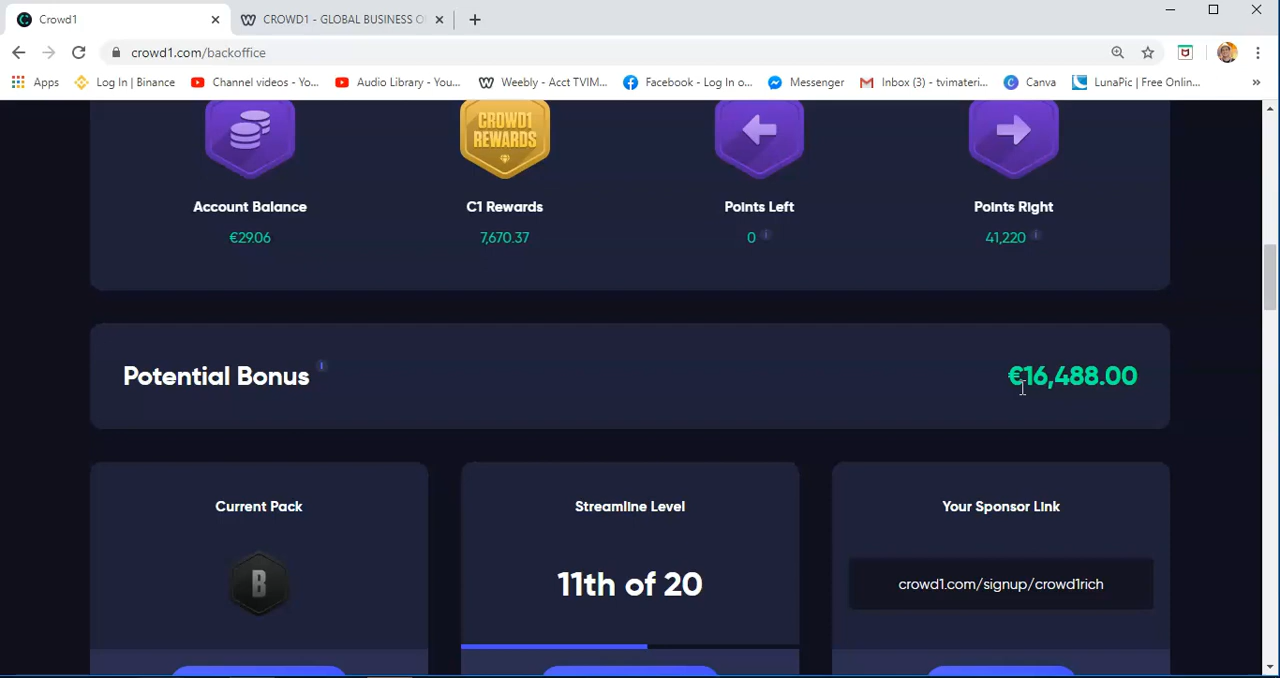 Crowd1
CROWD1 - GLOBAL BUSINESS O
crowd1.com/backoffice
Apps
Log In | Binance
Channel videos - Yo...
Audio Library - You...
Weebly - Acct TVIM...
Facebook - Log In o...
Messenger
Inbox (3) - tvimateri...
Canva
LunaPic | Free Onlin...
CROWD1
REWARDS
Account Balance
C1 Rewards
Points Left
Points Right
€29.06
7,670.37
0
41,220
Potential Bonus
€16,488.00
Current Pack
Streamline Level
Your Sponsor Link
B
11th of 20
crowd1.com/signup/crowd1rich